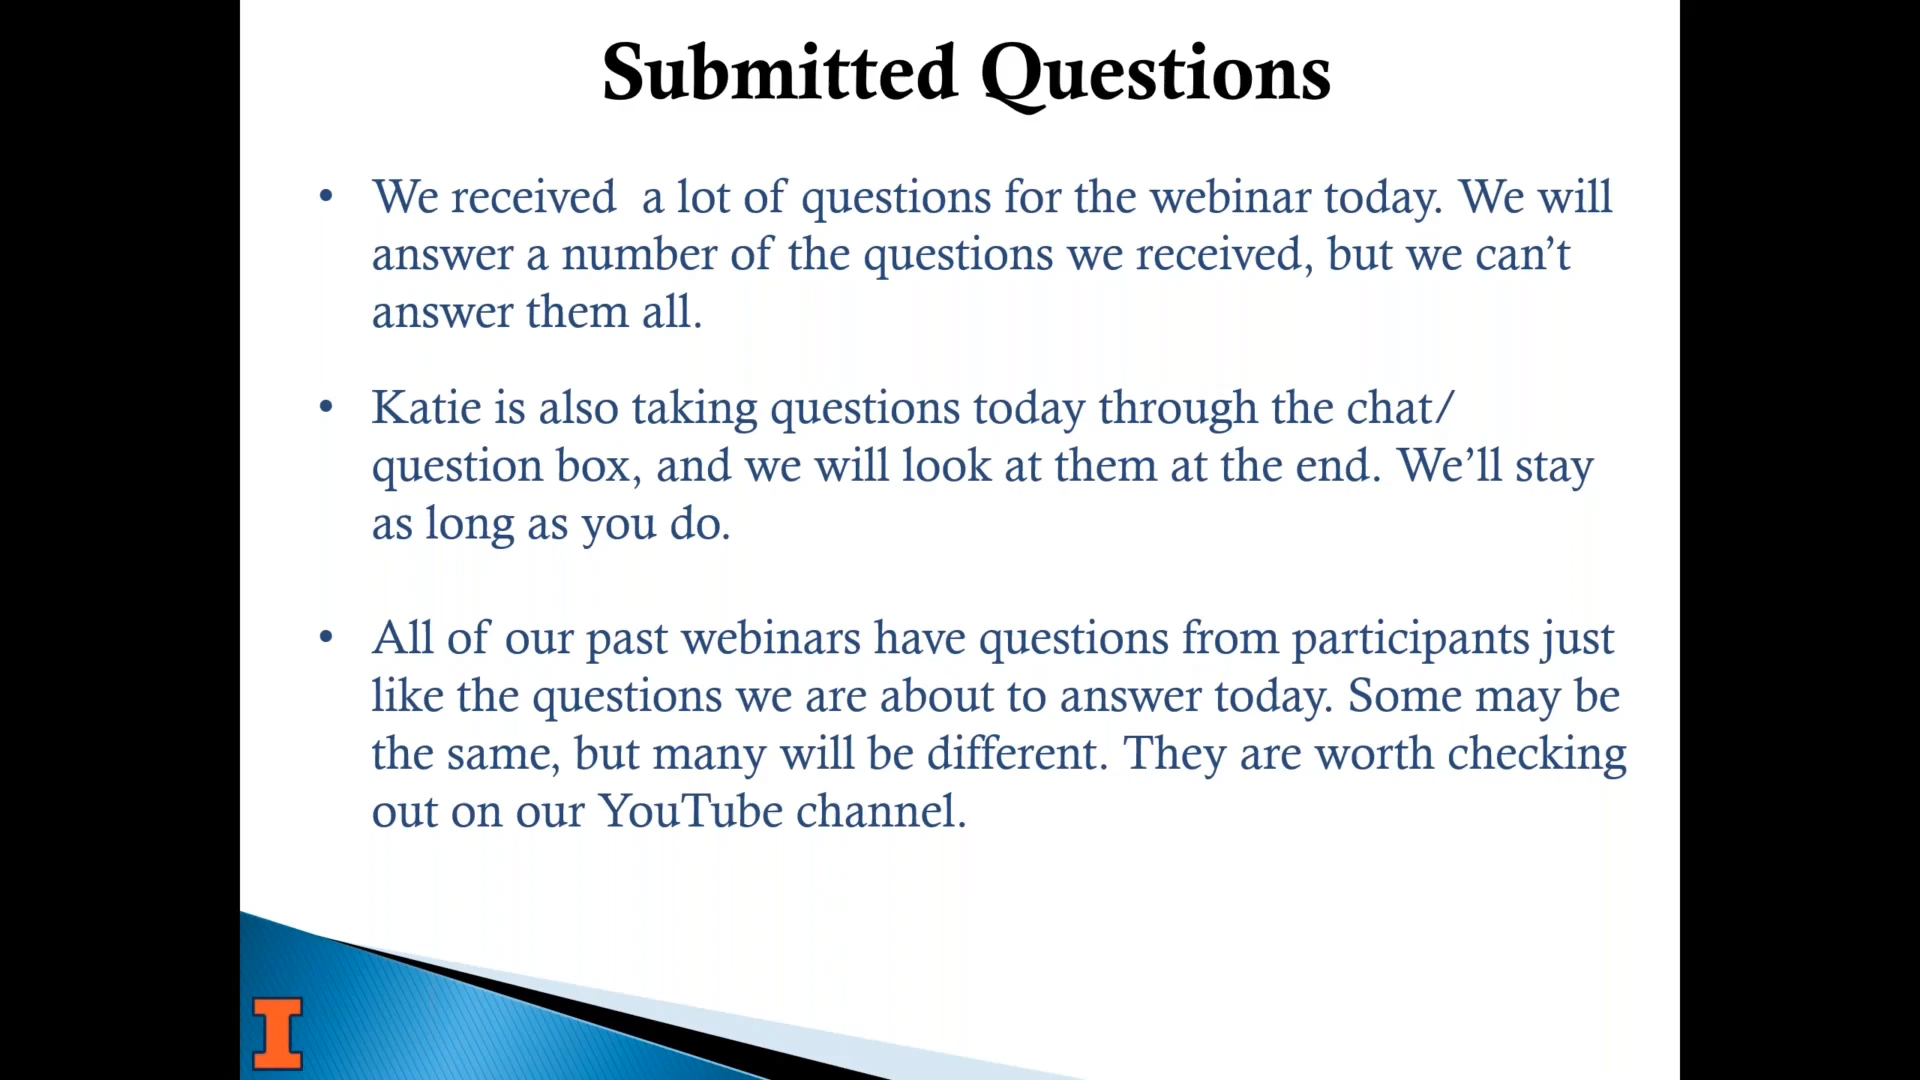 Submitted Questions
• We received  a lot of questions for the webinar today. We will
answer a number of the questions we received, but we can’t
answer them all.
• Katie is also taking questions today through the chat/
question box, and we will look at them at the end. We’ll stay
as long as you do.
• All of our past webinars have questions from participants just
like the questions we are about to answer today. Some may be
the same, but many will be different. They are worth checking
out on our YouTube channel.
I